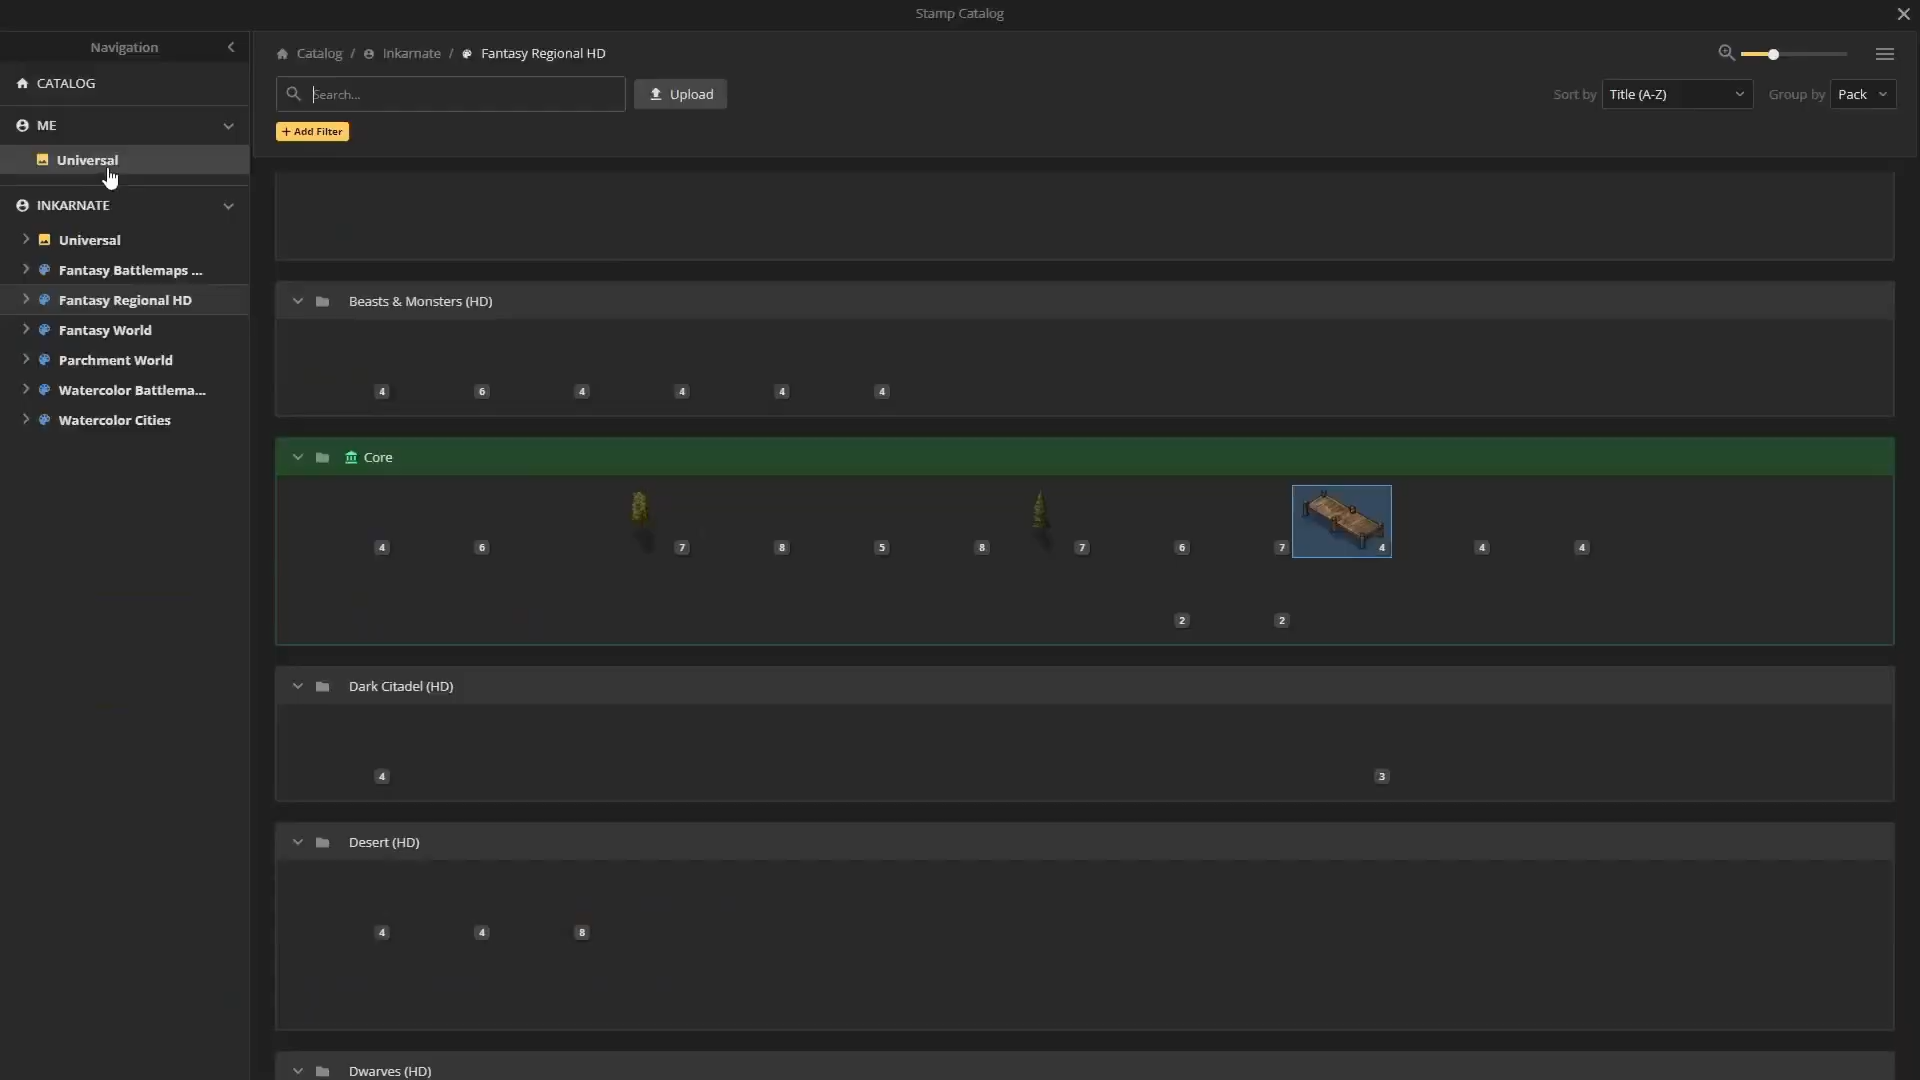 Stamp Catalog
Navigation
Catalog / Inkarnate / Fantasy Regional HD
CATALOG
Search...
Upload
Sort by Title (A-Z) Group by Pack
+ Add Filter
ME
Universal
INKARNATE
Universal
Fantasy Battlemaps ...
Fantasy Regional HD
Fantasy World
Parchment World
Watercolor Battlema...
Watercolor Cities
Beasts & Monsters (HD)
4 6 4 4 4 4
Core
4 6 7 8 5 8 7 6 7 4 4 4
2 2
Dark Citadel (HD)
4 3
Desert (HD)
4 4 8
Dwarves (HD)